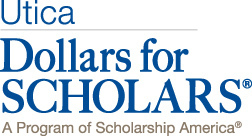 Utica
Dollars for
SCHOLARS®
A Program of Scholarship America®